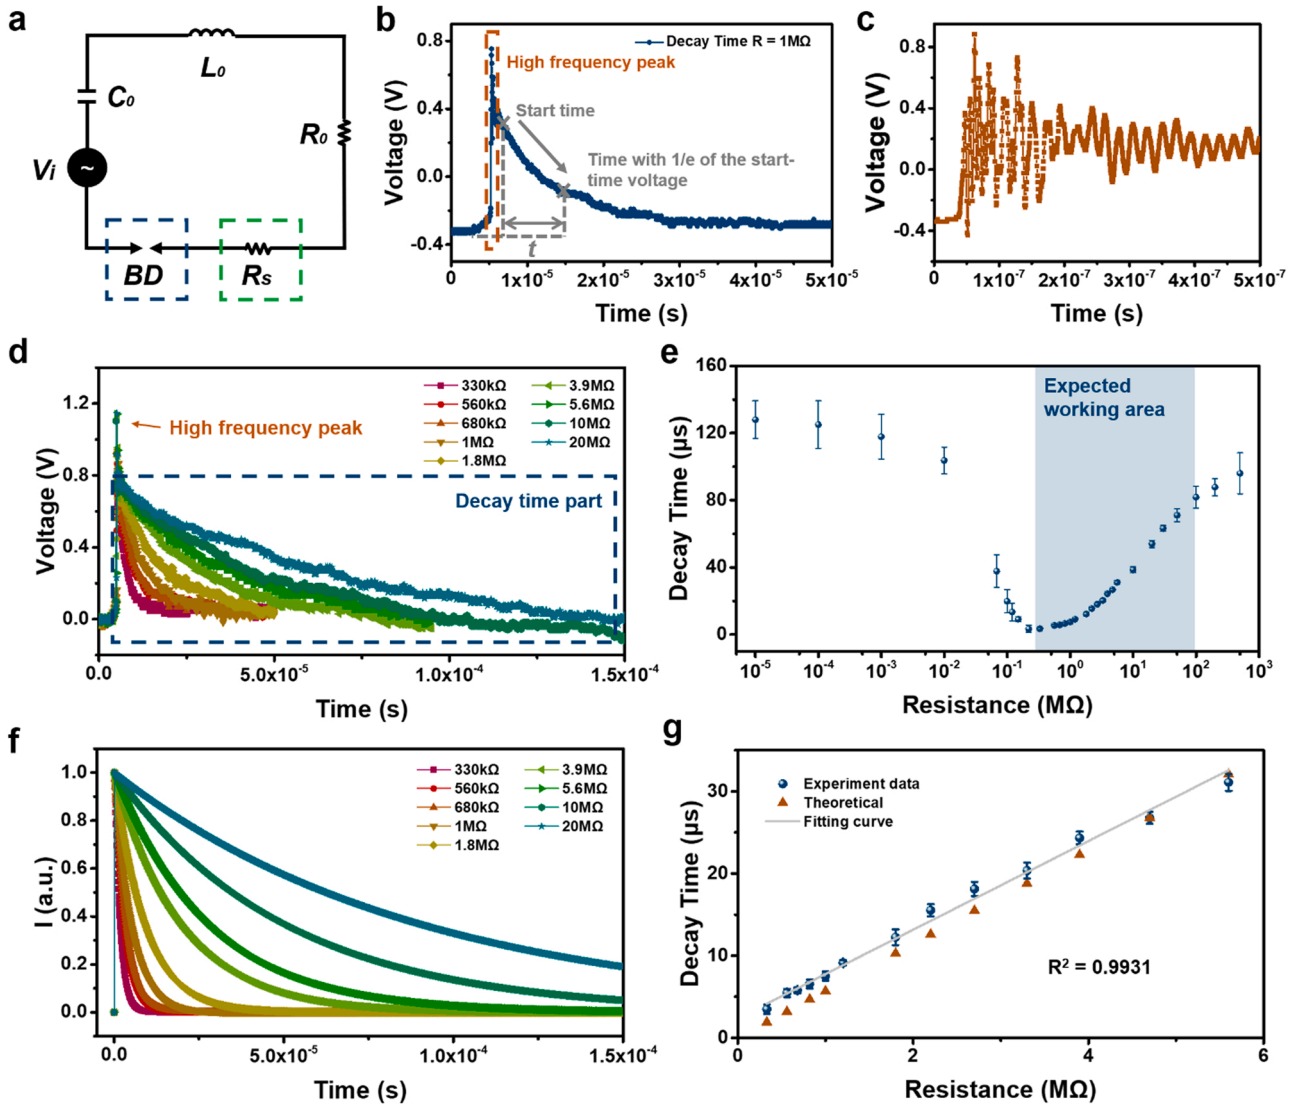 a
L₀
C₀
R₀
Vi
~
BD
Rs
b
Decay Time R = 1MΩ
High frequency peak
Start time
Time with 1/e of the start-
time voltage
t
0.8
0.4
0.0
-0.4
Voltage (V)
0
1x10⁻⁵
2x10⁻⁵
3x10⁻⁵
4x10⁻⁵
5x10⁻⁵
Time (s)
c
0.8
0.4
0.0
-0.4
Voltage (V)
0
1x10⁻⁷
2x10⁻⁷
3x10⁻⁷
4x10⁻⁷
5x10⁻⁷
Time (s)
d
High frequency peak
Decay time part
330kΩ
560kΩ
680kΩ
1MΩ
1.8MΩ
3.9MΩ
5.6MΩ
10MΩ
20MΩ
1.2
0.8
0.4
0.0
Voltage (V)
0.0
5.0x10⁻⁵
1.0x10⁻⁴
1.5x10⁻⁴
Time (s)
e
Expected
working area
160
120
80
40
0
Decay Time (μs)
10⁻⁵
10⁻⁴
10⁻³
10⁻²
10⁻¹
10⁰
10¹
10²
10³
Resistance (MΩ)
f
330kΩ
560kΩ
680kΩ
1MΩ
1.8MΩ
3.9MΩ
5.6MΩ
10MΩ
20MΩ
1.0
0.8
0.6
0.4
0.2
0.0
I (a.u.)
0.0
5.0x10⁻⁵
1.0x10⁻⁴
1.5x10⁻⁴
Time (s)
g
Experiment data
Theoretical
Fitting curve
R² = 0.9931
30
20
10
0
Decay Time (μs)
0
2
4
6
Resistance (MΩ)